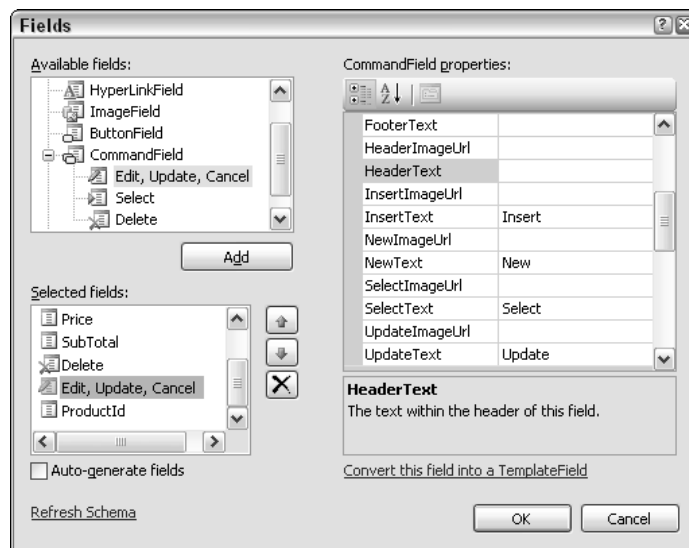 Fields
Available fields:
HyperLinkField
ImageField
ButtonField
CommandField
Edit, Update, Cancel
Select
Delete
Add
Selected fields:
Price
SubTotal
Delete
Edit, Update, Cancel
ProductId
Auto-generate fields
Refresh Schema
CommandField properties:
FooterText
HeaderImageUrl
HeaderText
InsertImageUrl
InsertText Insert
NewImageUrl
NewText New
SelectImageUrl
SelectText Select
UpdateImageUrl
UpdateText Update
HeaderText
The text within the header of this field.
Convert this field into a TemplateField
OK Cancel